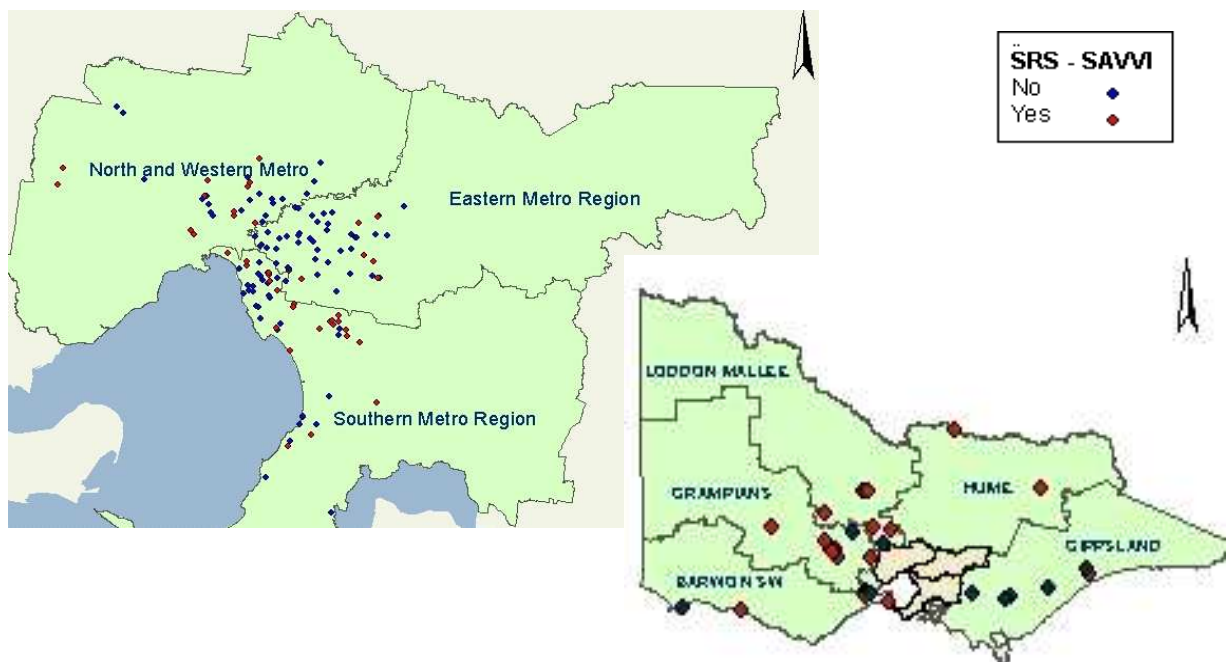 North and Western Metro
Eastern Metro Region
Southern Metro Region
SRS - SAVVI
No
Yes
LODDON MALLEE
GRAMPIANS
HUME
GIPPSLAND
BARWON SW